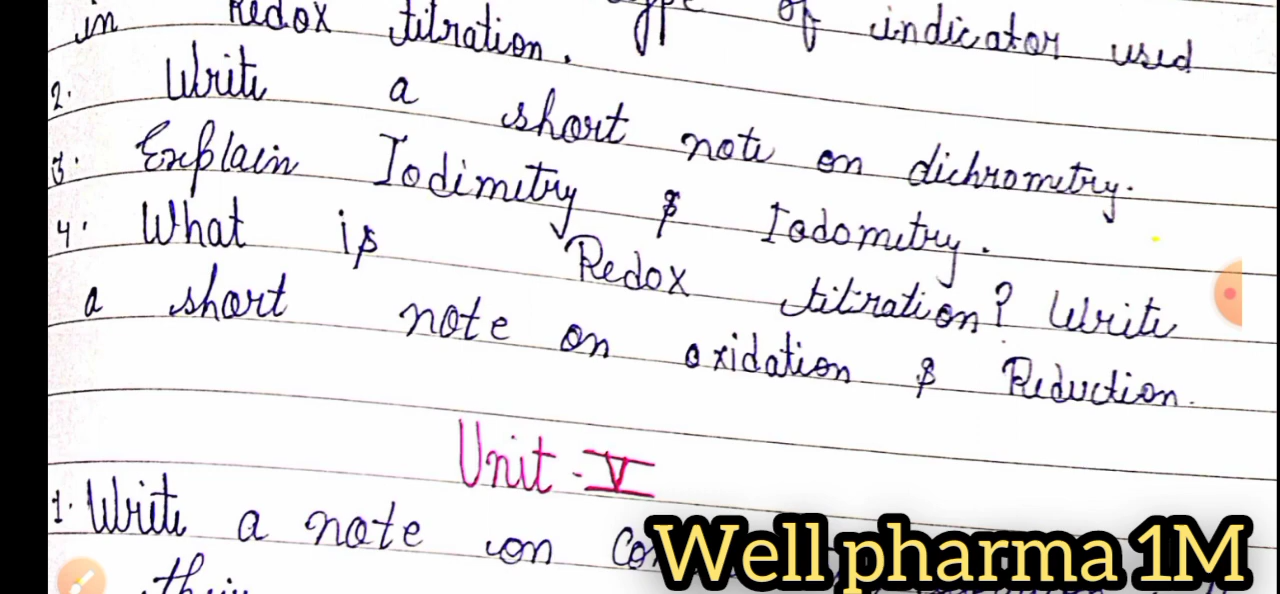 in Redox titration. type of indicator used
2. Write a short note on dichrometry.
3. Explain Iodimetry & Iodometry.
4. What is Redox titration? Write
a short note on oxidation & Reduction.
Unit - V
1. Write a note on
Well pharma 1M